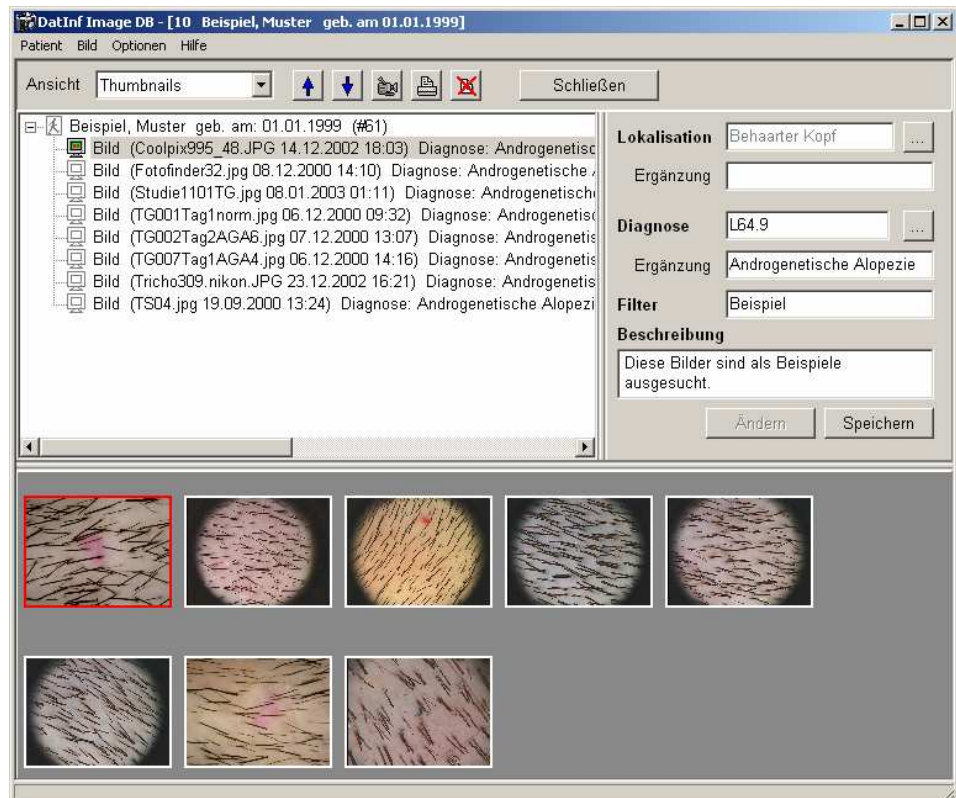 DatInf Image DB - [10 Beispiel, Muster geb. am 01.01.1999]
Patient Bild Optionen Hilfe
Ansicht Thumbnails Schließen
Beispiel, Muster geb. am: 01.01.1999 (#61)
Bild (Coolpix995_48.JPG 14.12.2002 18:03) Diagnose: Androgenetisc
Bild (Fotofinder32.jpg 08.12.2000 14:10) Diagnose: Androgenetische
Bild (Studie1101TG.jpg 08.01.2003 01:11) Diagnose: Androgenetisch
Bild (TG001Tag1norm.jpg 06.12.2000 09:32) Diagnose: Androgenetis
Bild (TG002Tag2AGA6.jpg 07.12.2000 13:07) Diagnose: Androgenetis
Bild (TG007Tag1AGA4.jpg 06.12.2000 14:16) Diagnose: Androgenetis
Bild (Tricho309.nikon.JPG 23.12.2002 16:21) Diagnose: Androgenetis
Bild (TS04.jpg 19.09.2000 13:24) Diagnose: Androgenetische Alopezi
Lokalisation Behaarter Kopf ...
Ergänzung
Diagnose L64.9 ...
Ergänzung Androgenetische Alopezie
Filter Beispiel
Beschreibung
Diese Bilder sind als Beispiele
ausgesucht.
Ändern Speichern